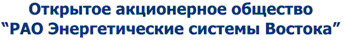 Открытое акционерное общество
“РАО Энергетические системы Востока”